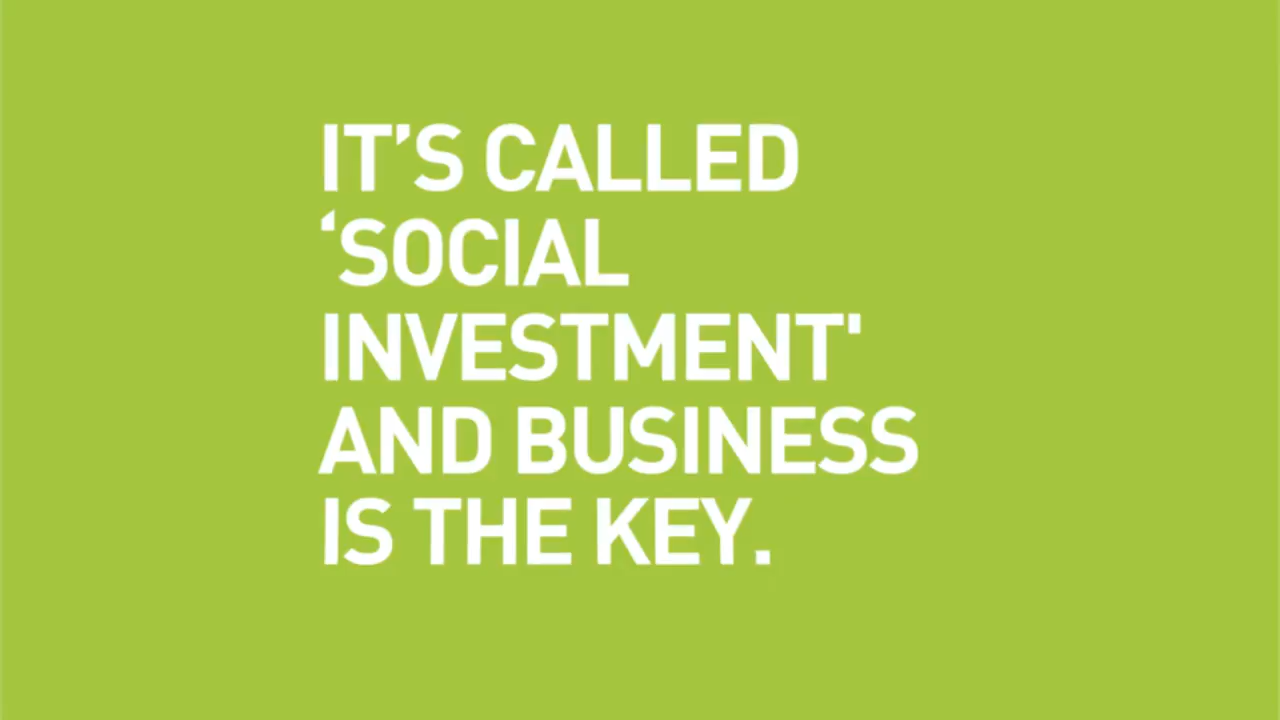 IT’S CALLED
‘SOCIAL
INVESTMENT'
AND BUSINESS
IS THE KEY.